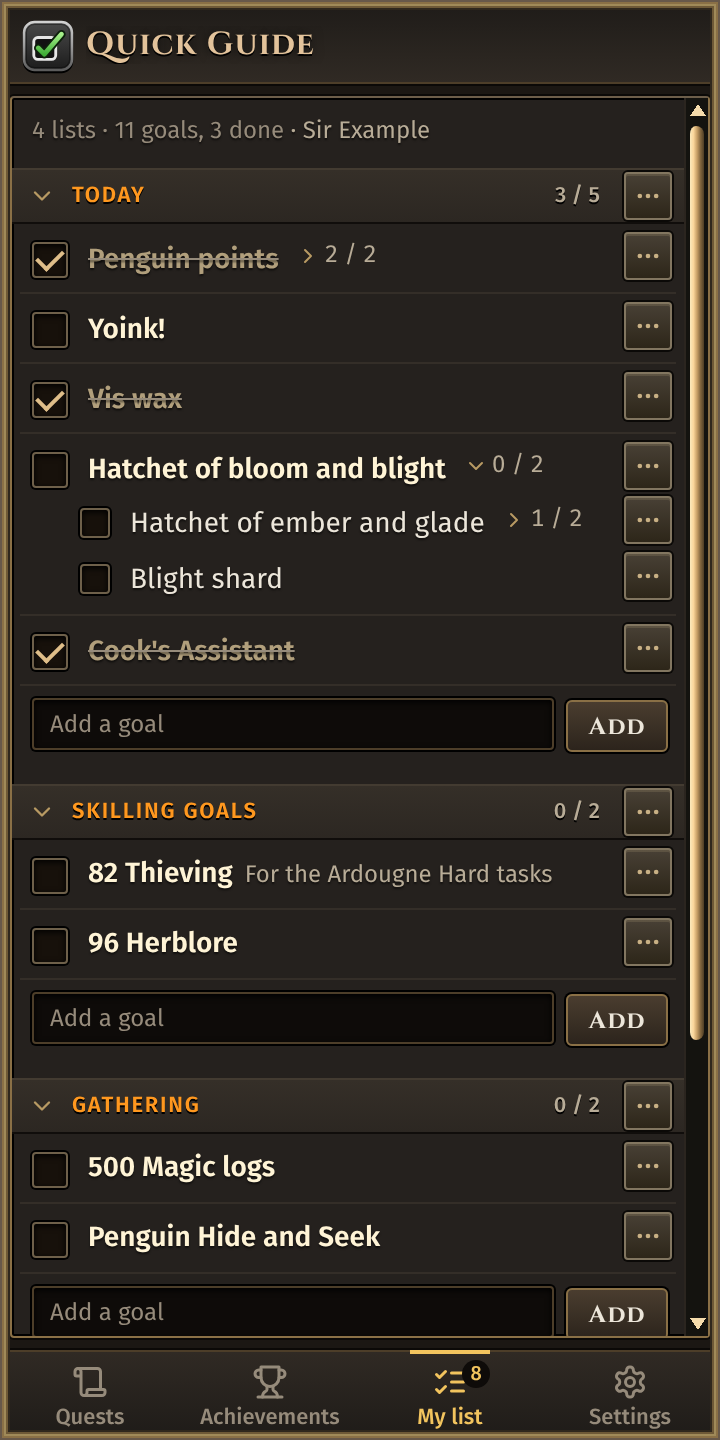 Quick Guide
4 lists · 11 goals, 3 done · Sir Example
TODAY 3 / 5
Penguin points 2 / 2
Yoink!
Vis wax
Hatchet of bloom and blight 0 / 2
Hatchet of ember and glade 1 / 2
Blight shard
Cook's Assistant
Add a goal Add
SKILLING GOALS 0 / 2
82 Thieving For the Ardougne Hard tasks
96 Herblore
Add a goal Add
GATHERING 0 / 2
500 Magic logs
Penguin Hide and Seek
Add a goal Add
8
Quests Achievements My list Settings